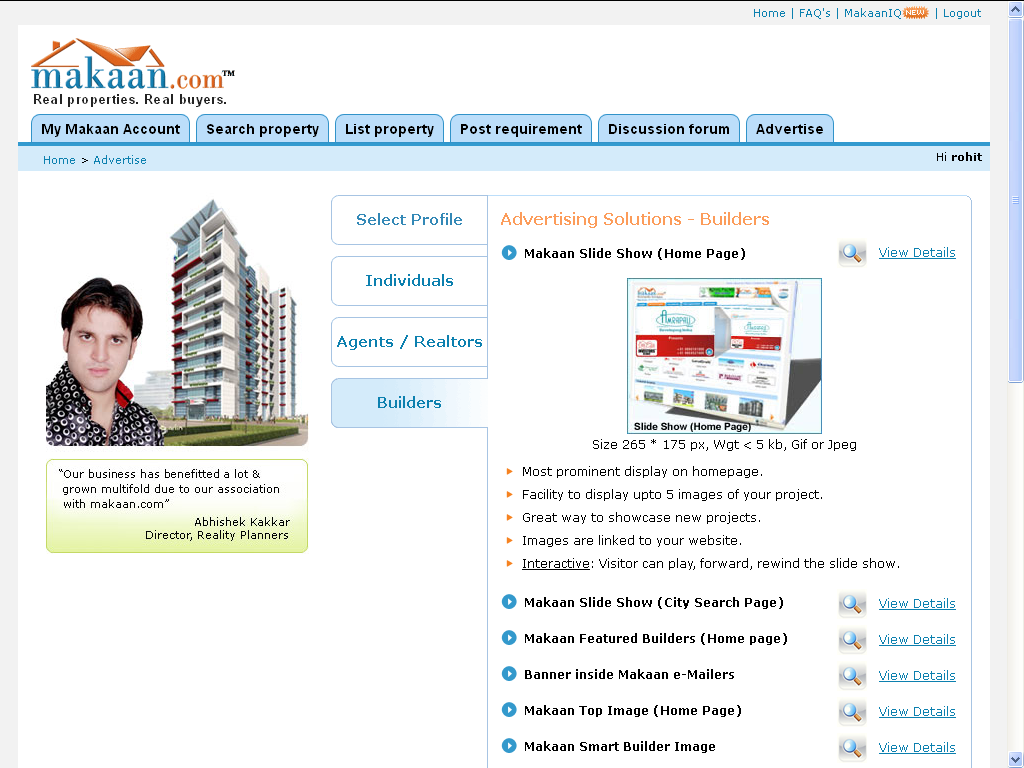 Home | FAQ's | MakaanIQ NEW | Logout
makaan.com™
Real properties. Real buyers.
My Makaan Account Search property List property Post requirement Discussion forum Advertise
Home > Advertise
Hi rohit
Select Profile
Individuals
Agents / Realtors
Builders
“Our business has benefitted a lot &
grown multifold due to our association
with makaan.com”
Abhishek Kakkar
Director, Reality Planners
Advertising Solutions - Builders
Makaan Slide Show (Home Page) View Details
AMRAPALI
Slide Show (Home Page)
Size 265 * 175 px, Wgt < 5 kb, Gif or Jpeg
Most prominent display on homepage.
Facility to display upto 5 images of your project.
Great way to showcase new projects.
Images are linked to your website.
Interactive: Visitor can play, forward, rewind the slide show.
Makaan Slide Show (City Search Page) View Details
Makaan Featured Builders (Home page) View Details
Banner inside Makaan e-Mailers View Details
Makaan Top Image (Home Page) View Details
Makaan Smart Builder Image View Details